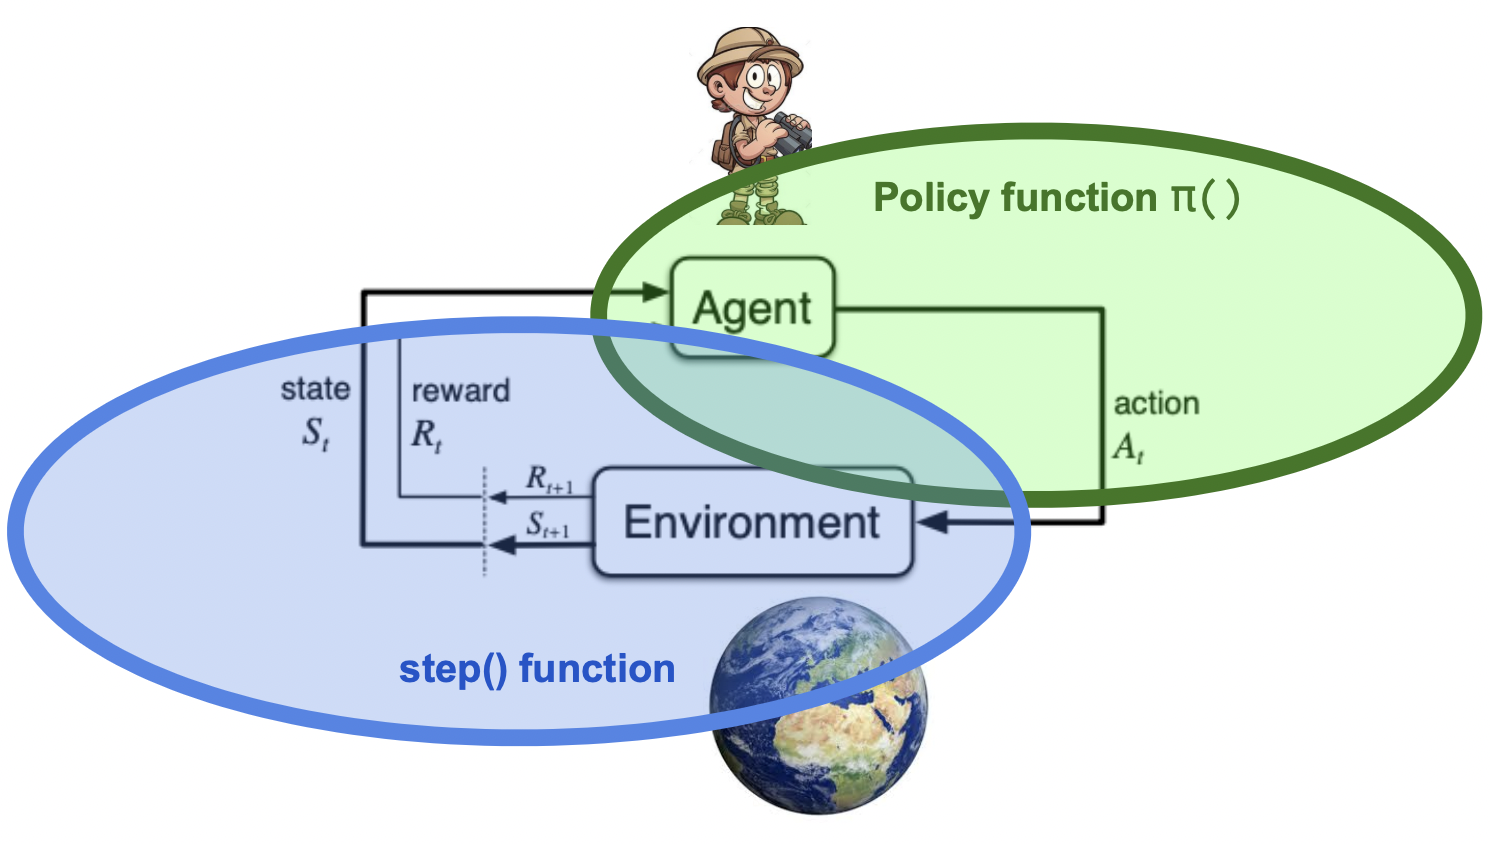 Policy function π( )
Agent
state
S_t
reward
R_t
action
A_t
R_{t+1}
S_{t+1}
Environment
step() function